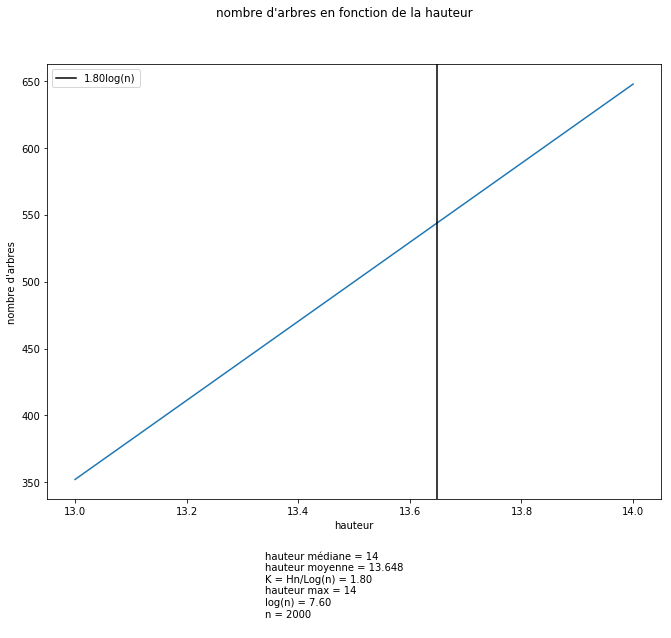 nombre d'arbres en fonction de la hauteur
1.80log(n)
650
600
550
500
450
400
350
nombre d'arbres
13.0 13.2 13.4 13.6 13.8 14.0
hauteur
hauteur médiane = 14
hauteur moyenne = 13.648
K = Hn/Log(n) = 1.80
hauteur max = 14
log(n) = 7.60
n = 2000